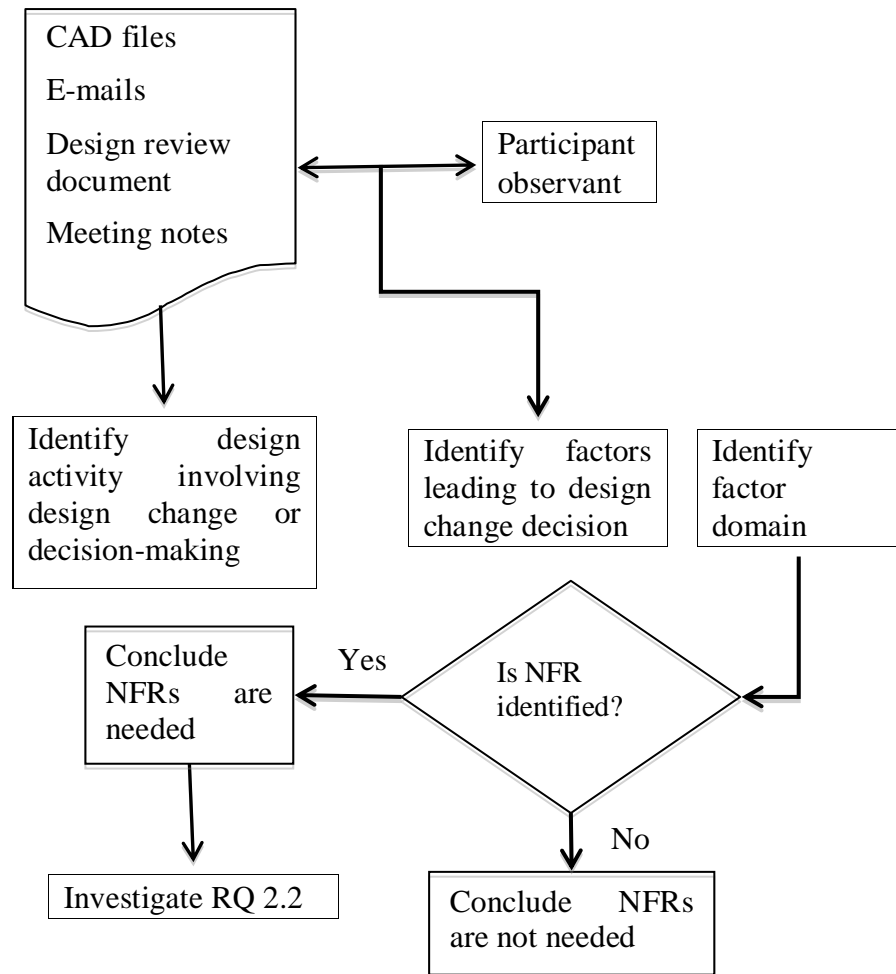 CAD files
E-mails
Design review
document
Meeting notes
Participant
observant
Identify design
activity involving
design change or
decision-making
Identify factors
leading to design
change decision
Identify
factor
domain
Is NFR
identified?
Yes
Conclude
NFRs are
needed
No
Investigate RQ 2.2
Conclude NFRs
are not needed